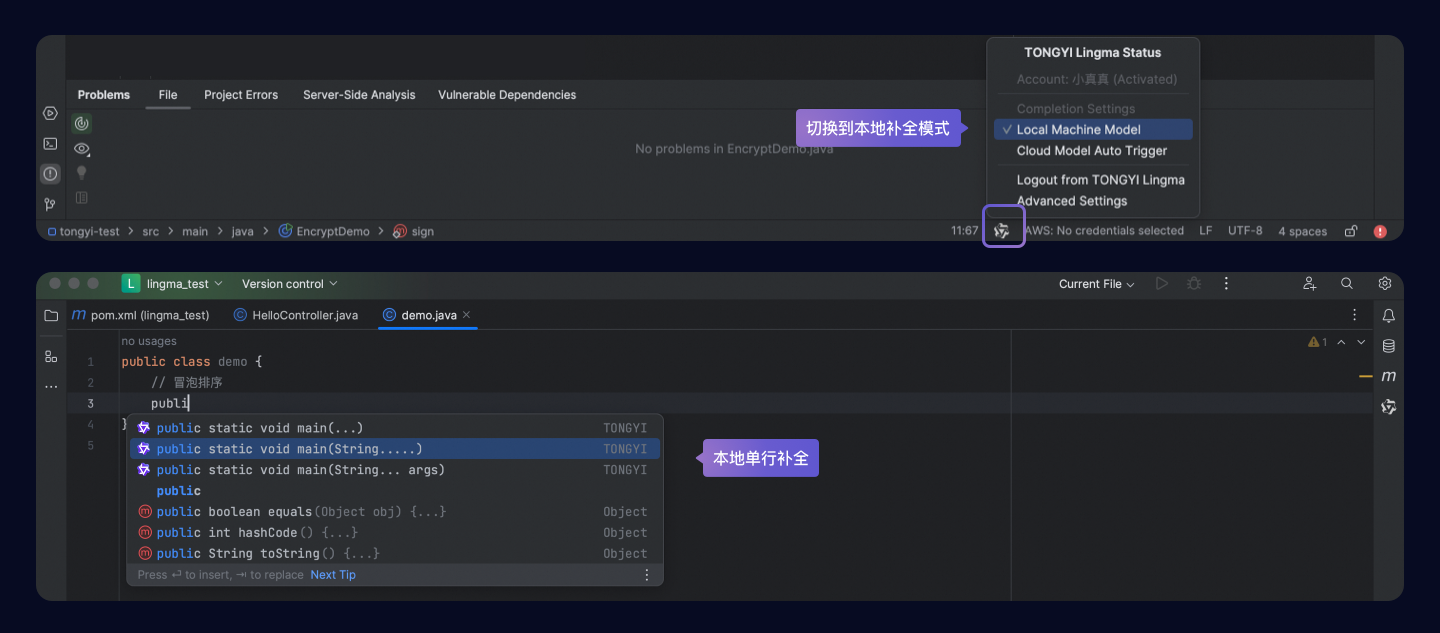 TONGYI Lingma Status
Account: 小真真 (Activated)
Completion Settings
✓ Local Machine Model
Cloud Model Auto Trigger
Logout from TONGYI Lingma
Advanced Settings
切换到本地补全模式
Problems File Project Errors Server-Side Analysis Vulnerable Dependencies
No problems in EncryptDemo.java
tongyi-test > src > main > java > EncryptDemo > sign
11:67 AWS: No credentials selected LF UTF-8 4 spaces
L lingma_test Version control Current File
m pom.xml (lingma_test) HelloController.java demo.java
no usages
1 public class demo {
2 // 冒泡排序
3 publi
4 }
5
public static void main(...) TONGYI
public static void main(String.....) TONGYI
public static void main(String... args) TONGYI
public
m public boolean equals(Object obj) {...} Object
m public int hashCode() {...} Object
m public String toString() {...} Object
Press ↵ to insert, ⇥ to replace Next Tip
本地单行补全
1
m